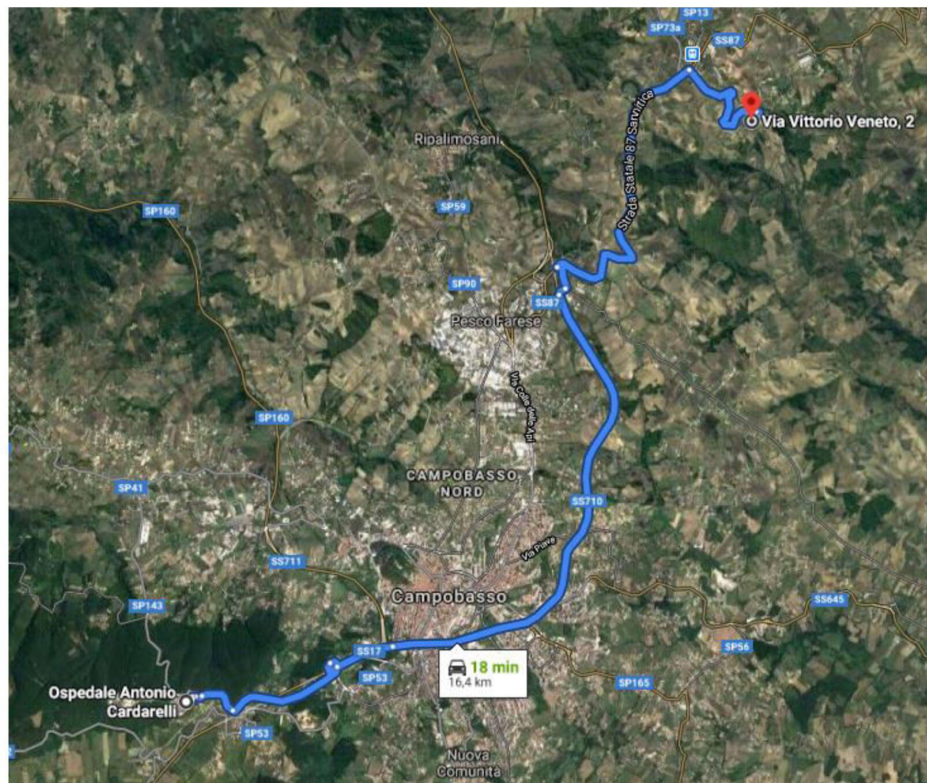 SP13
SP73a
SS87
Via Vittorio Veneto, 2
Strada Statale 87 Sannitica
Ripalimosani
SP59
SP160
SP90
SS87
Pesco Farese
Via Colle delle Api
SP160
CAMPOBASSO
NORD
SP41
SS710
Via Piave
SS711
Campobasso
SS645
SP143
SP56
SS17
SP53
18 min
16,4 km
SP165
Ospedale Antonio
Cardarelli
SP53
Nuova
Comunità